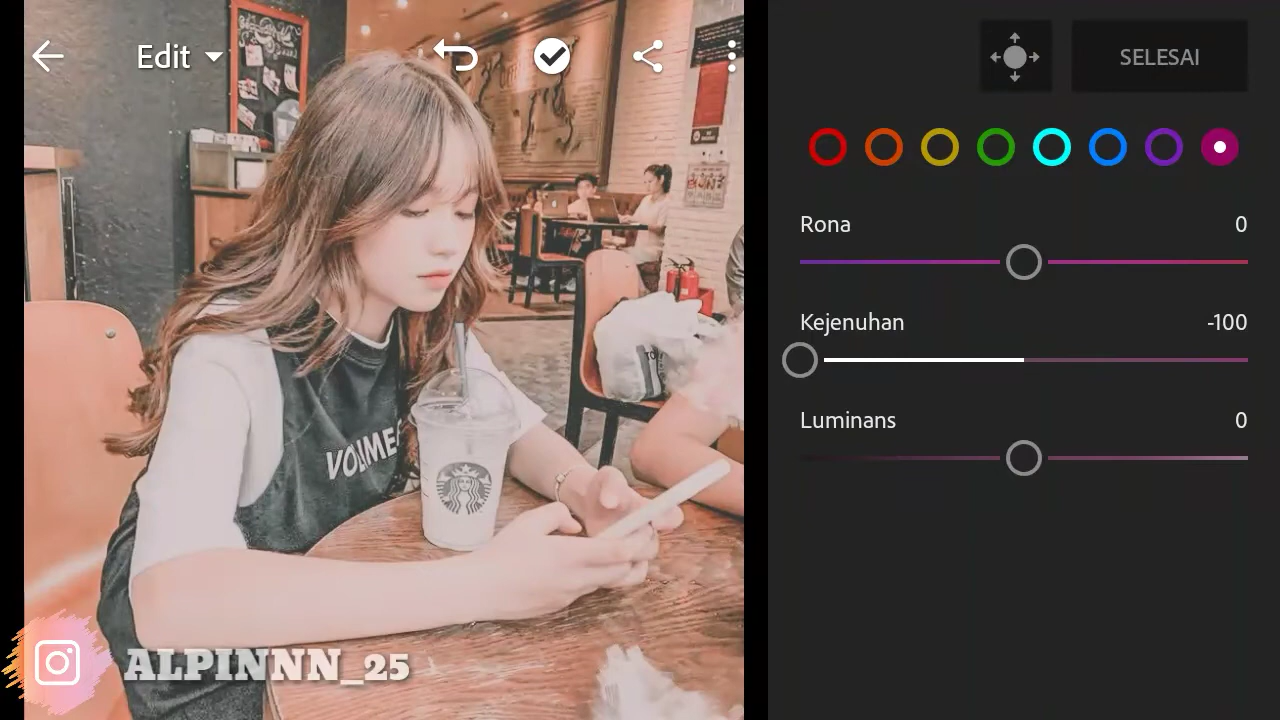 Edit
SELESAI
Rona 0
Kejenuhan -100
Luminans 0
VOLUME
ALPINNN_25